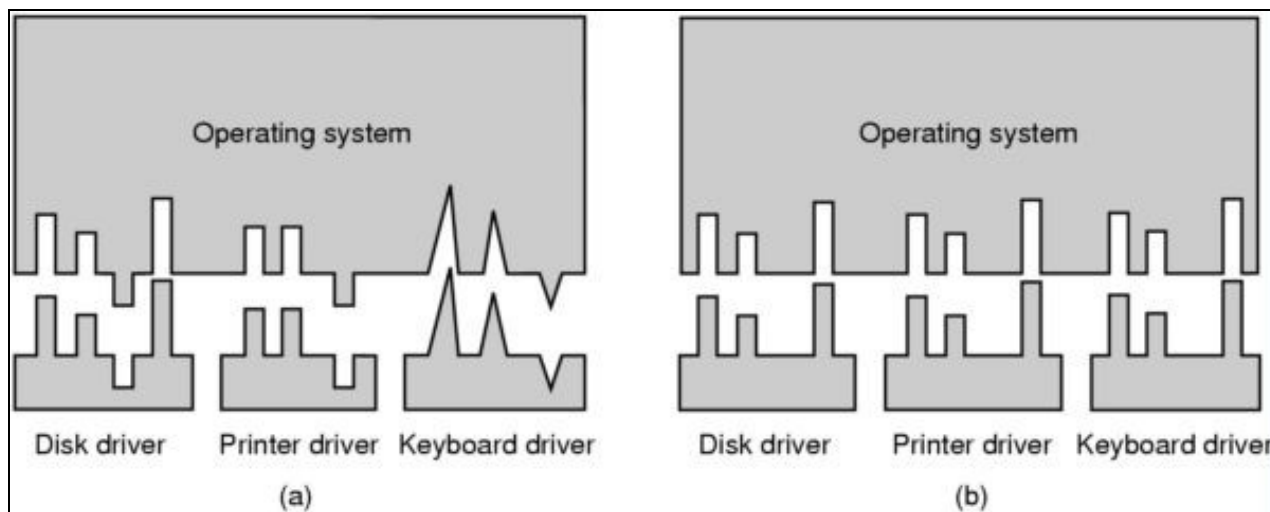 Operating system
Disk driver
Printer driver
Keyboard driver
(a)
Operating system
Disk driver
Printer driver
Keyboard driver
(b)